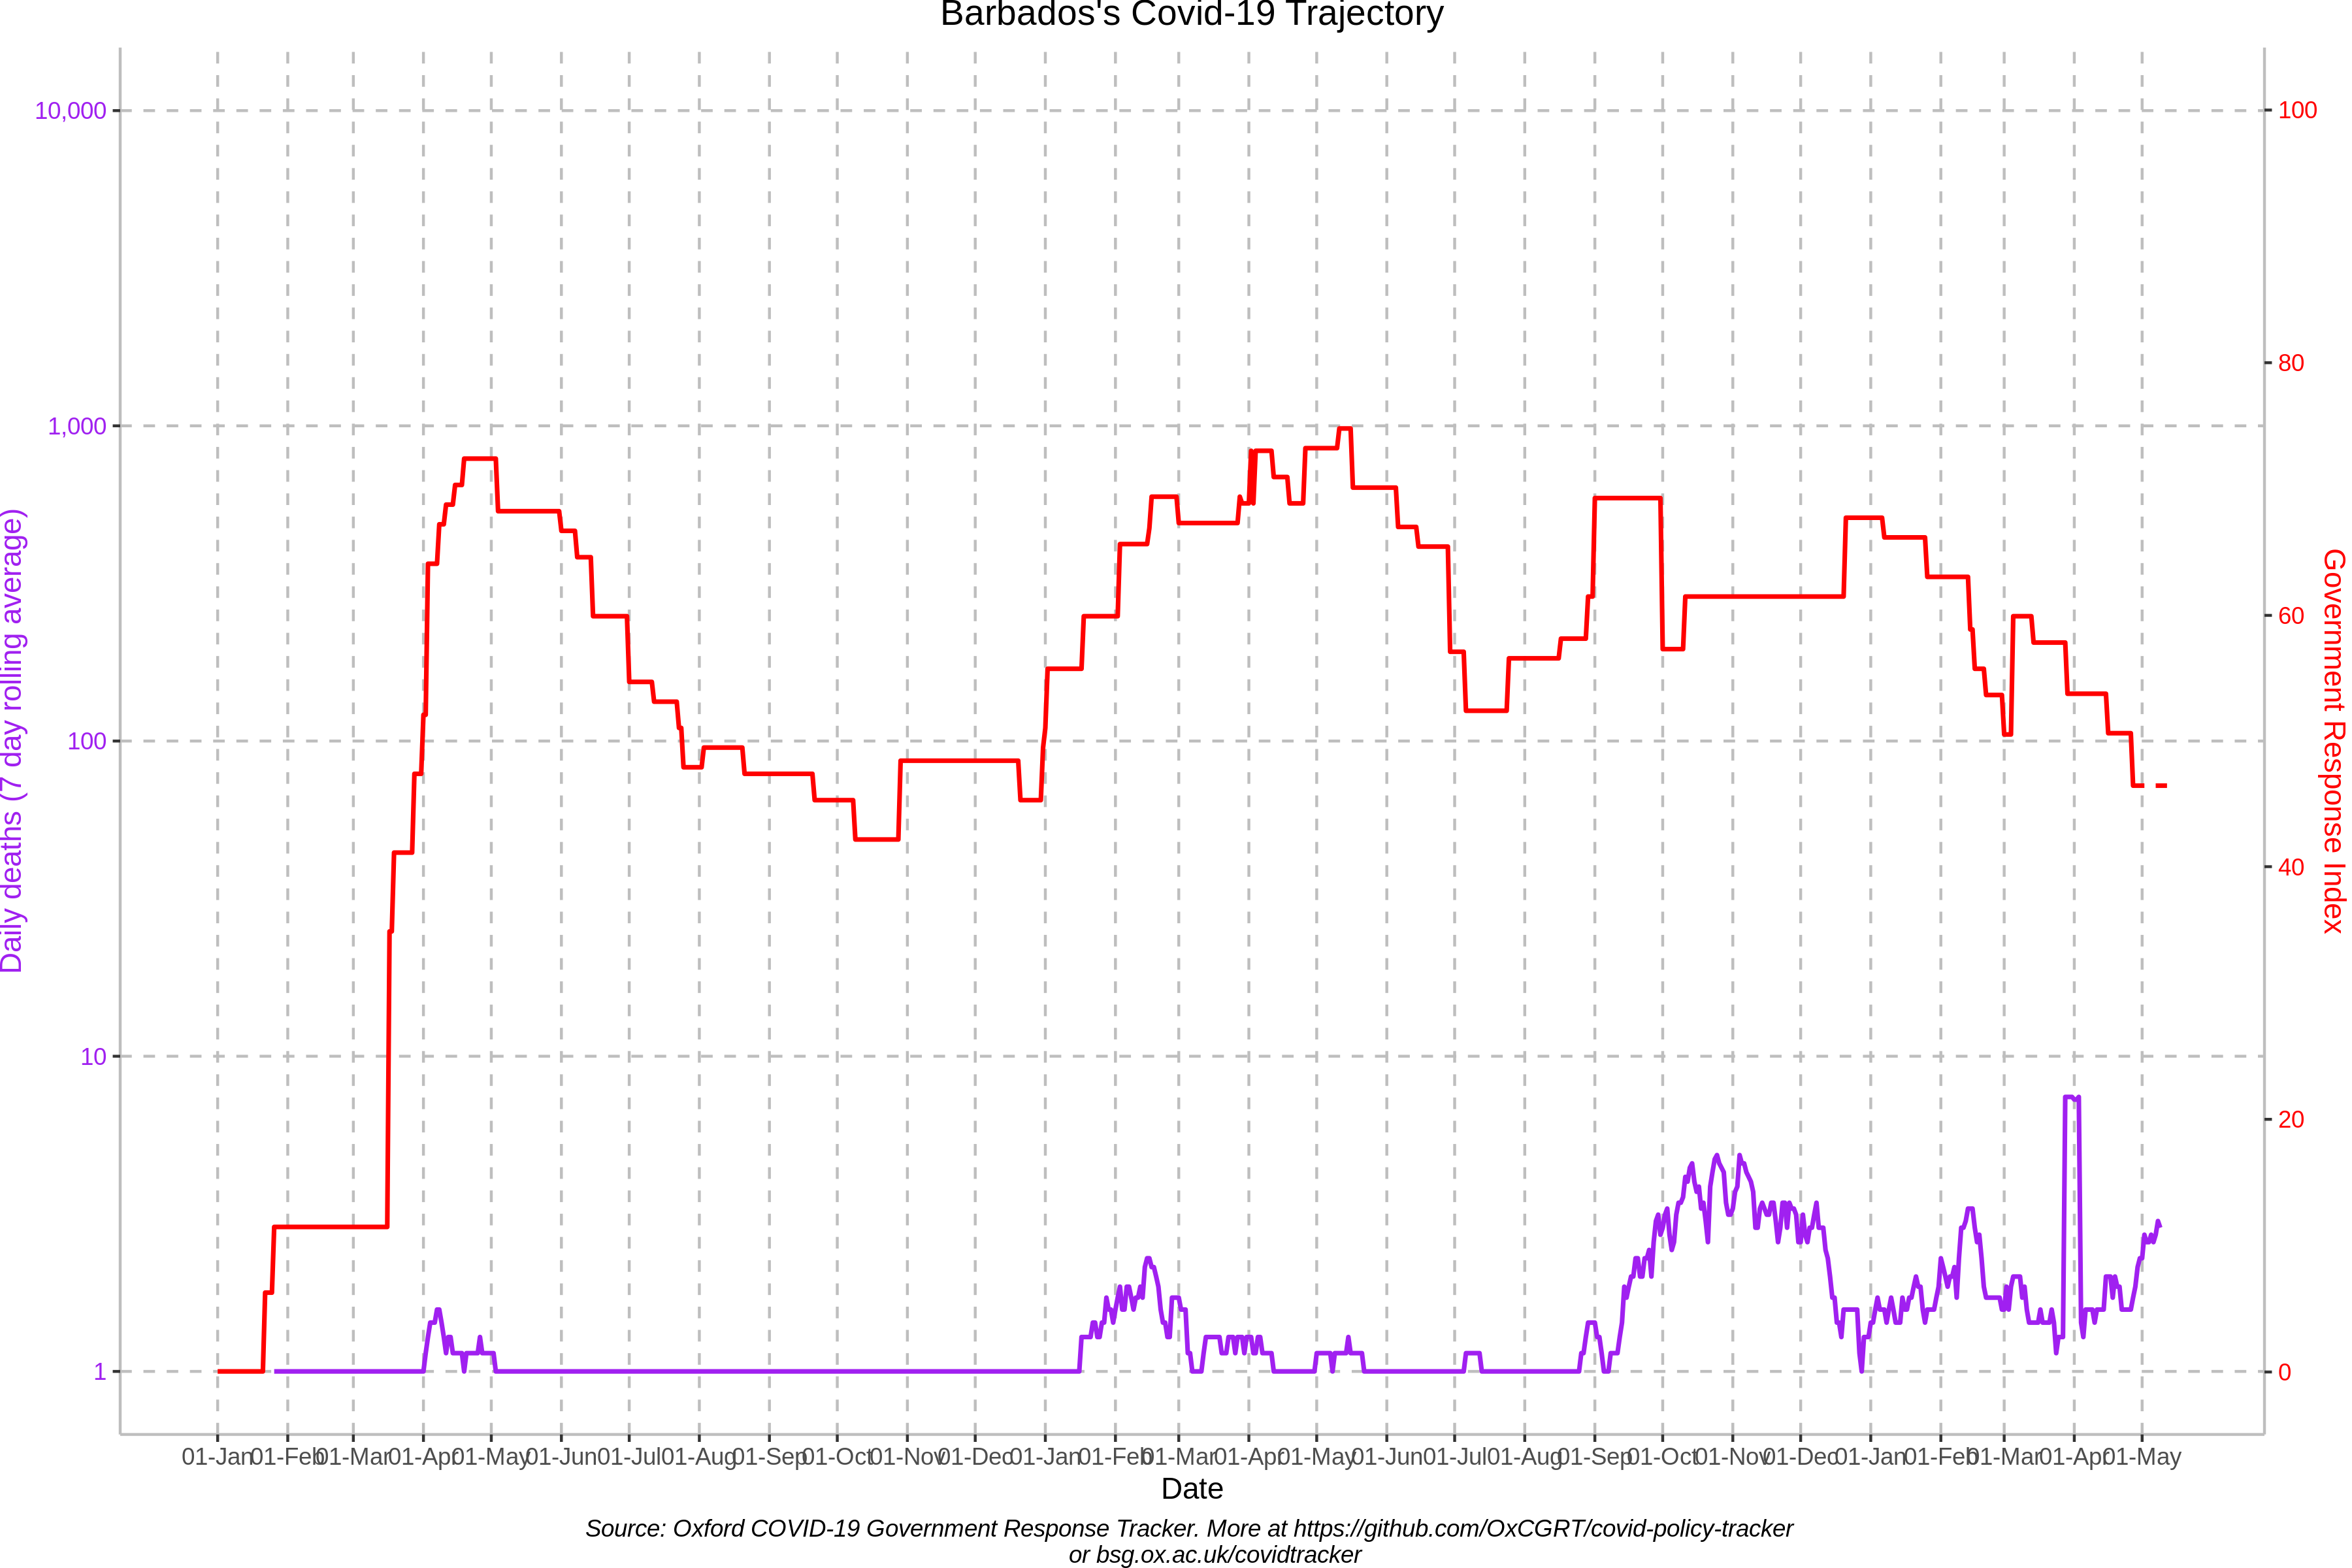 Barbados's Covid-19 Trajectory
10,000
1,000
100
10
1
Daily deaths (7 day rolling average)
100
80
60
40
20
0
Government Response Index
01-Jan 01-Feb 01-Mar 01-Apr 01-May 01-Jun 01-Jul 01-Aug 01-Sep 01-Oct 01-Nov 01-Dec 01-Jan 01-Feb 01-Mar 01-Apr 01-May 01-Jun 01-Jul 01-Aug 01-Sep 01-Oct 01-Nov 01-Dec 01-Jan 01-Feb 01-Mar 01-Apr 01-May
Date
Source: Oxford COVID-19 Government Response Tracker. More at https://github.com/OxCGRT/covid-policy-tracker
or bsg.ox.ac.uk/covidtracker